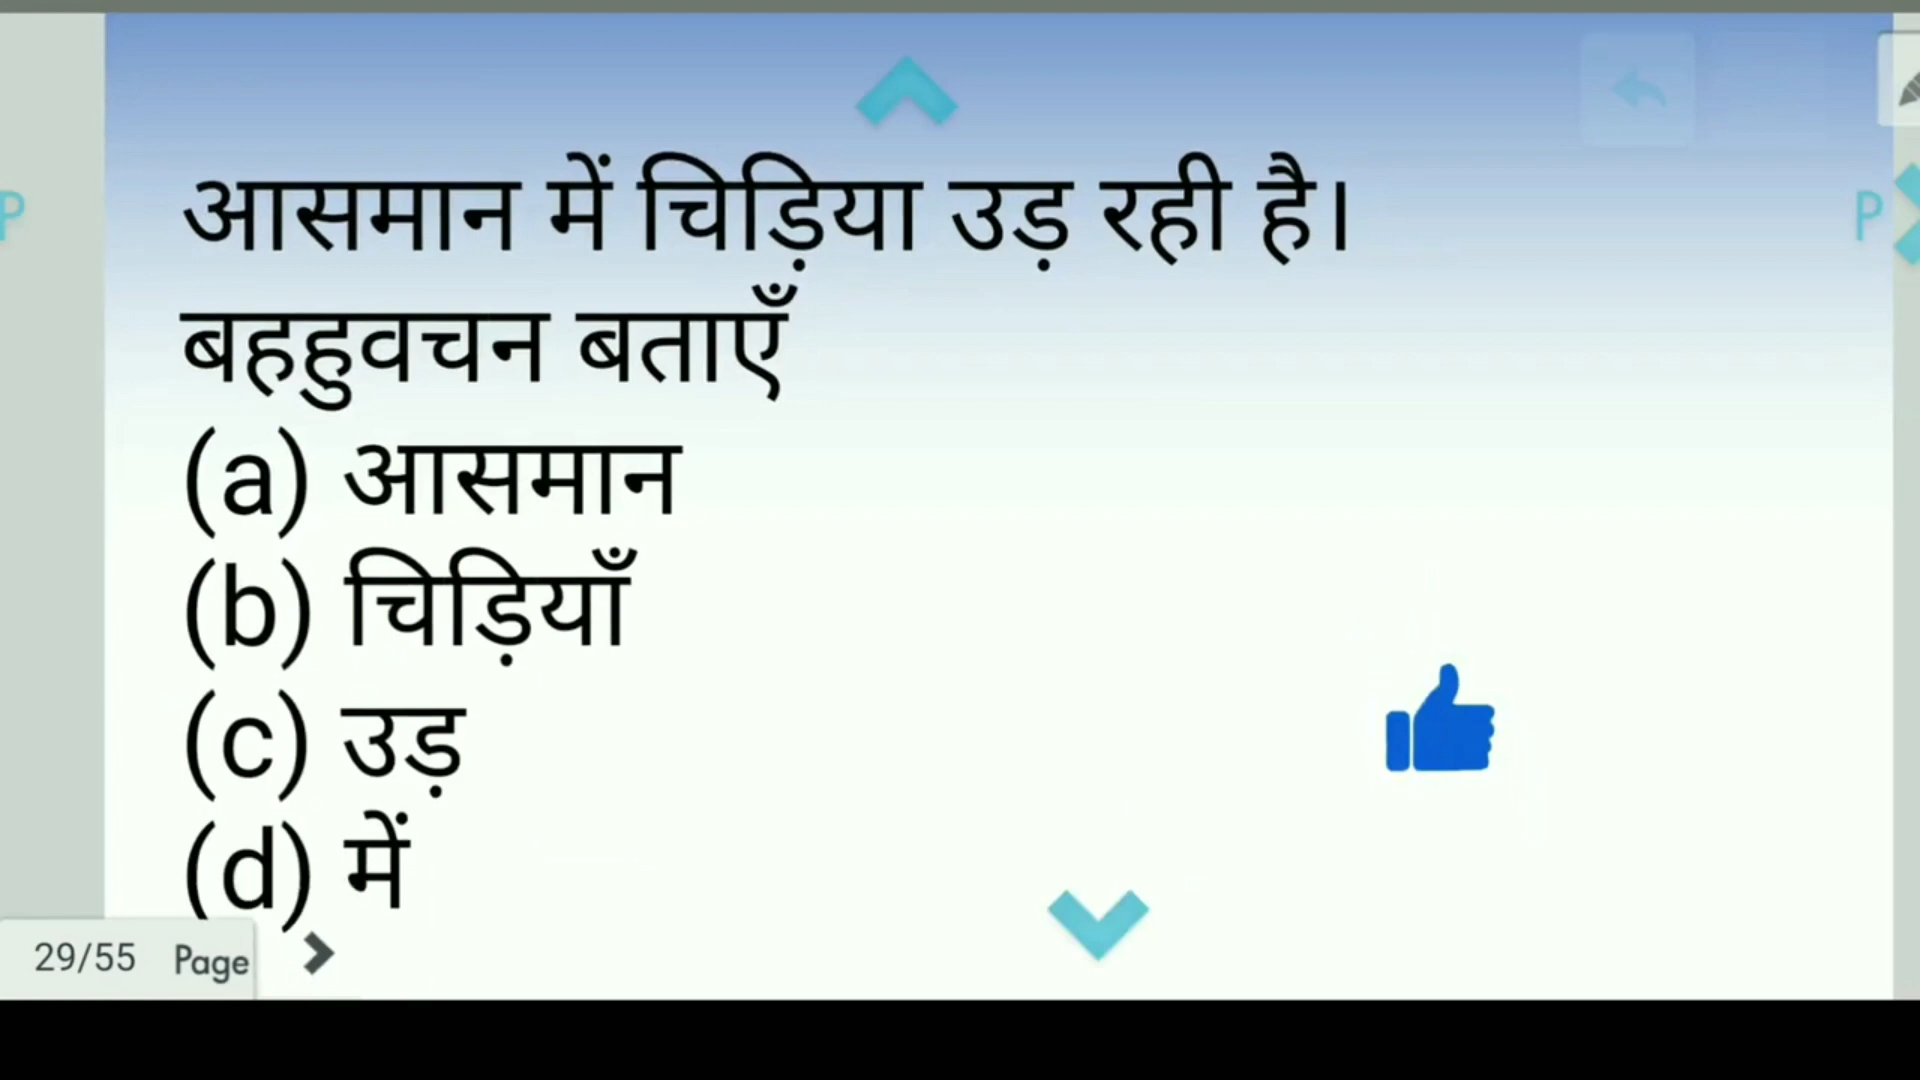 आसमान में चिड़िया उड़ रही है।
बहहुवचन बताएँ
(a) आसमान
(b) चिड़ियाँ
(c) उड़
(d) में
P
P
29/55 Page